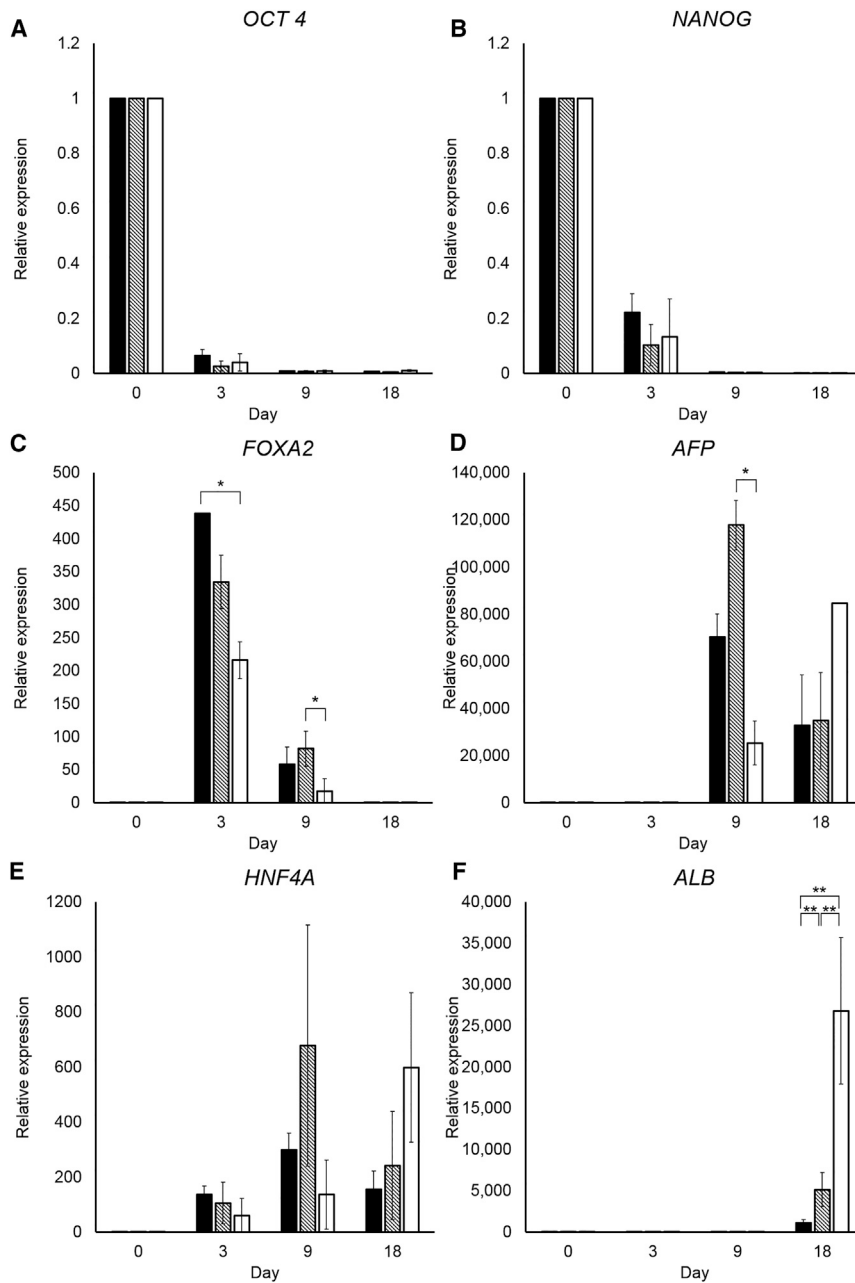 A
OCT 4
1.2
1
0.8
0.6
0.4
0.2
0
Relative expression
0 3 9 18
Day
B
NANOG
1.2
1
0.8
0.6
0.4
0.2
0
Relative expression
0 3 9 18
Day
C
FOXA2
500
450
400
350
300
250
200
150
100
50
0
Relative expression
*
*
0 3 9 18
Day
D
AFP
140,000
120,000
100,000
80,000
60,000
40,000
20,000
0
Relative expression
*
0 3 9 18
Day
E
HNF4A
1200
1000
800
600
400
200
0
Relative expression
0 3 9 18
Day
F
ALB
40,000
35,000
30,000
25,000
20,000
15,000
10,000
5,000
0
Relative expression
**
** **
0 3 9 18
Day